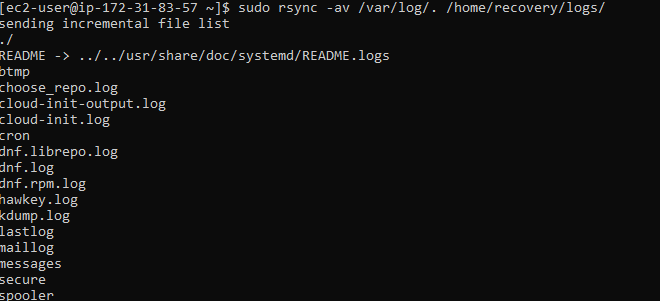 [ec2-user@ip-172-31-83-57 ~]$ sudo rsync -av /var/log/. /home/recovery/logs/
sending incremental file list
./
README -> ../../usr/share/doc/systemd/README.logs
btmp
choose_repo.log
cloud-init-output.log
cloud-init.log
cron
dnf.librepo.log
dnf.log
dnf.rpm.log
hawkey.log
kdump.log
lastlog
maillog
messages
secure
spooler